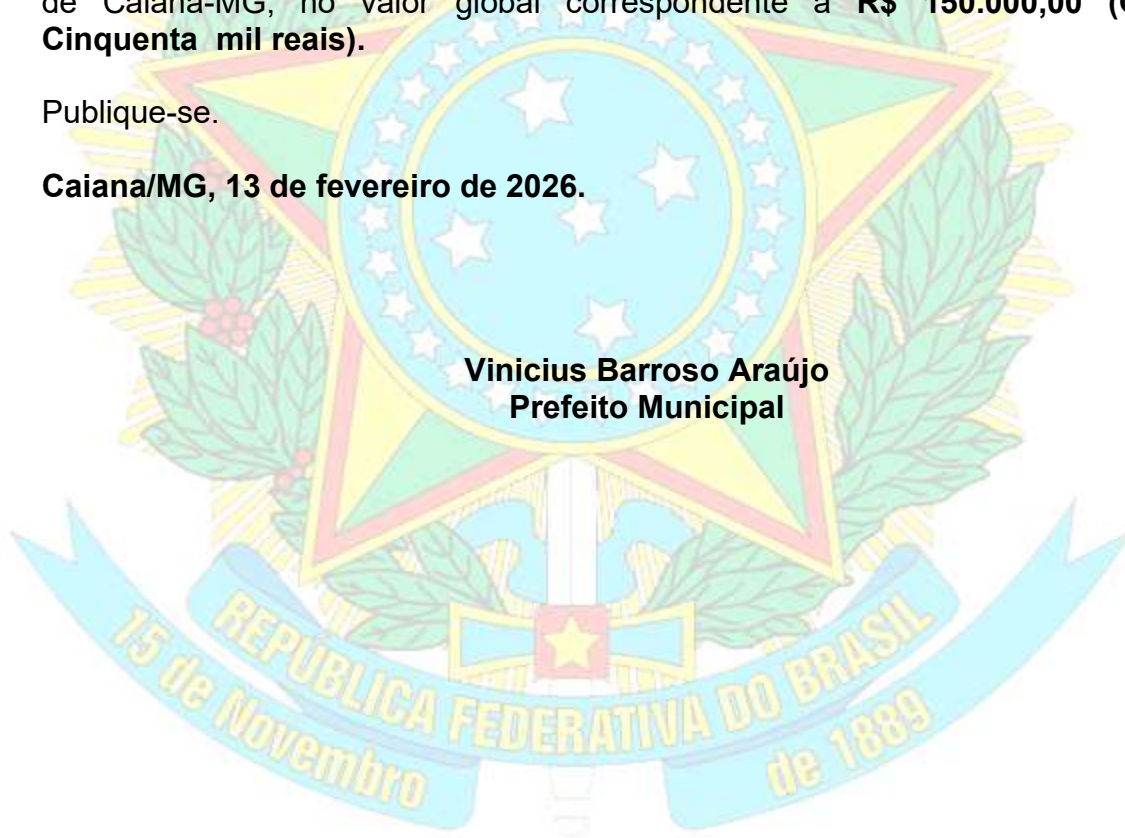 de Caiana-MG, no valor global correspondente a R$ 150.000,00 (
Cinquenta mil reais).
Publique-se.
Caiana/MG, 13 de fevereiro de 2026.
Vinicius Barroso Araújo
Prefeito Municipal
REPÚBLICA FEDERATIVA DO BRASIL
15 de Novembro
de 1889